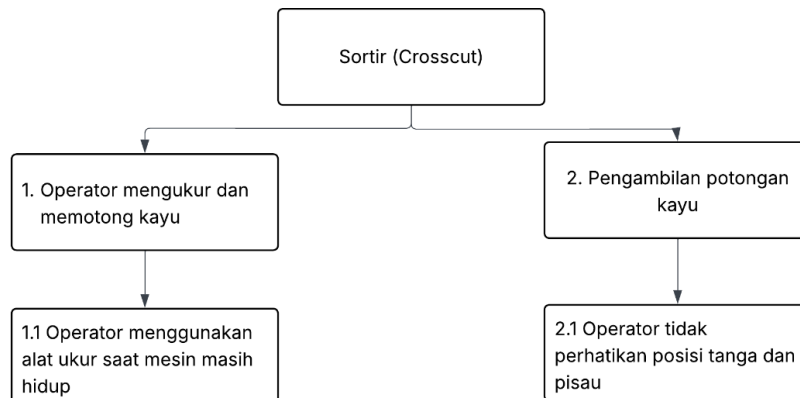 Sortir (Crosscut)
1. Operator mengukur dan
memotong kayu
2. Pengambilan potongan
kayu
1.1 Operator menggunakan
alat ukur saat mesin masih
hidup
2.1 Operator tidak
perhatikan posisi tanga dan
pisau